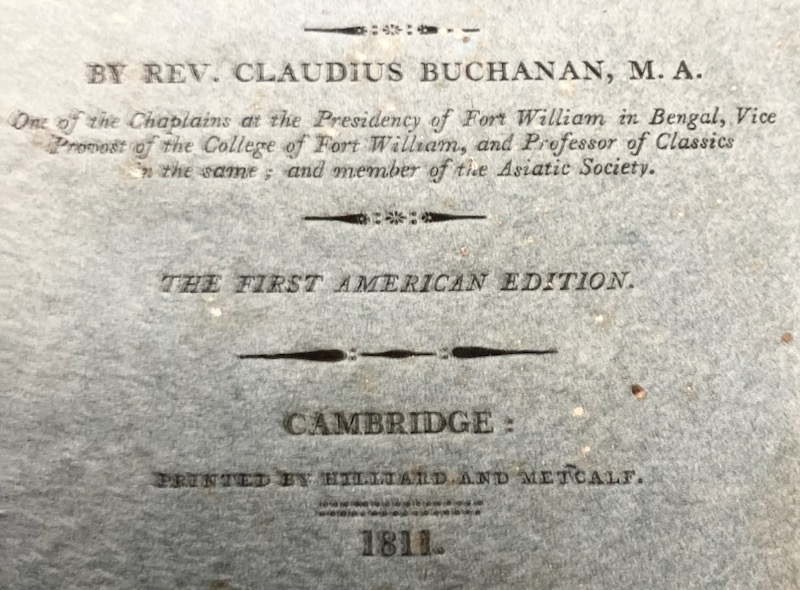 BY REV. CLAUDIUS BUCHANAN, M. A.
One of the Chaplains at the Presidency of Fort William in Bengal, Vice
Provost of the College of Fort William, and Professor of Classics
in the same; and member of the Asiatic Society.
THE FIRST AMERICAN EDITION.
CAMBRIDGE:
PRINTED BY HILLIARD AND METCALF.
1811.